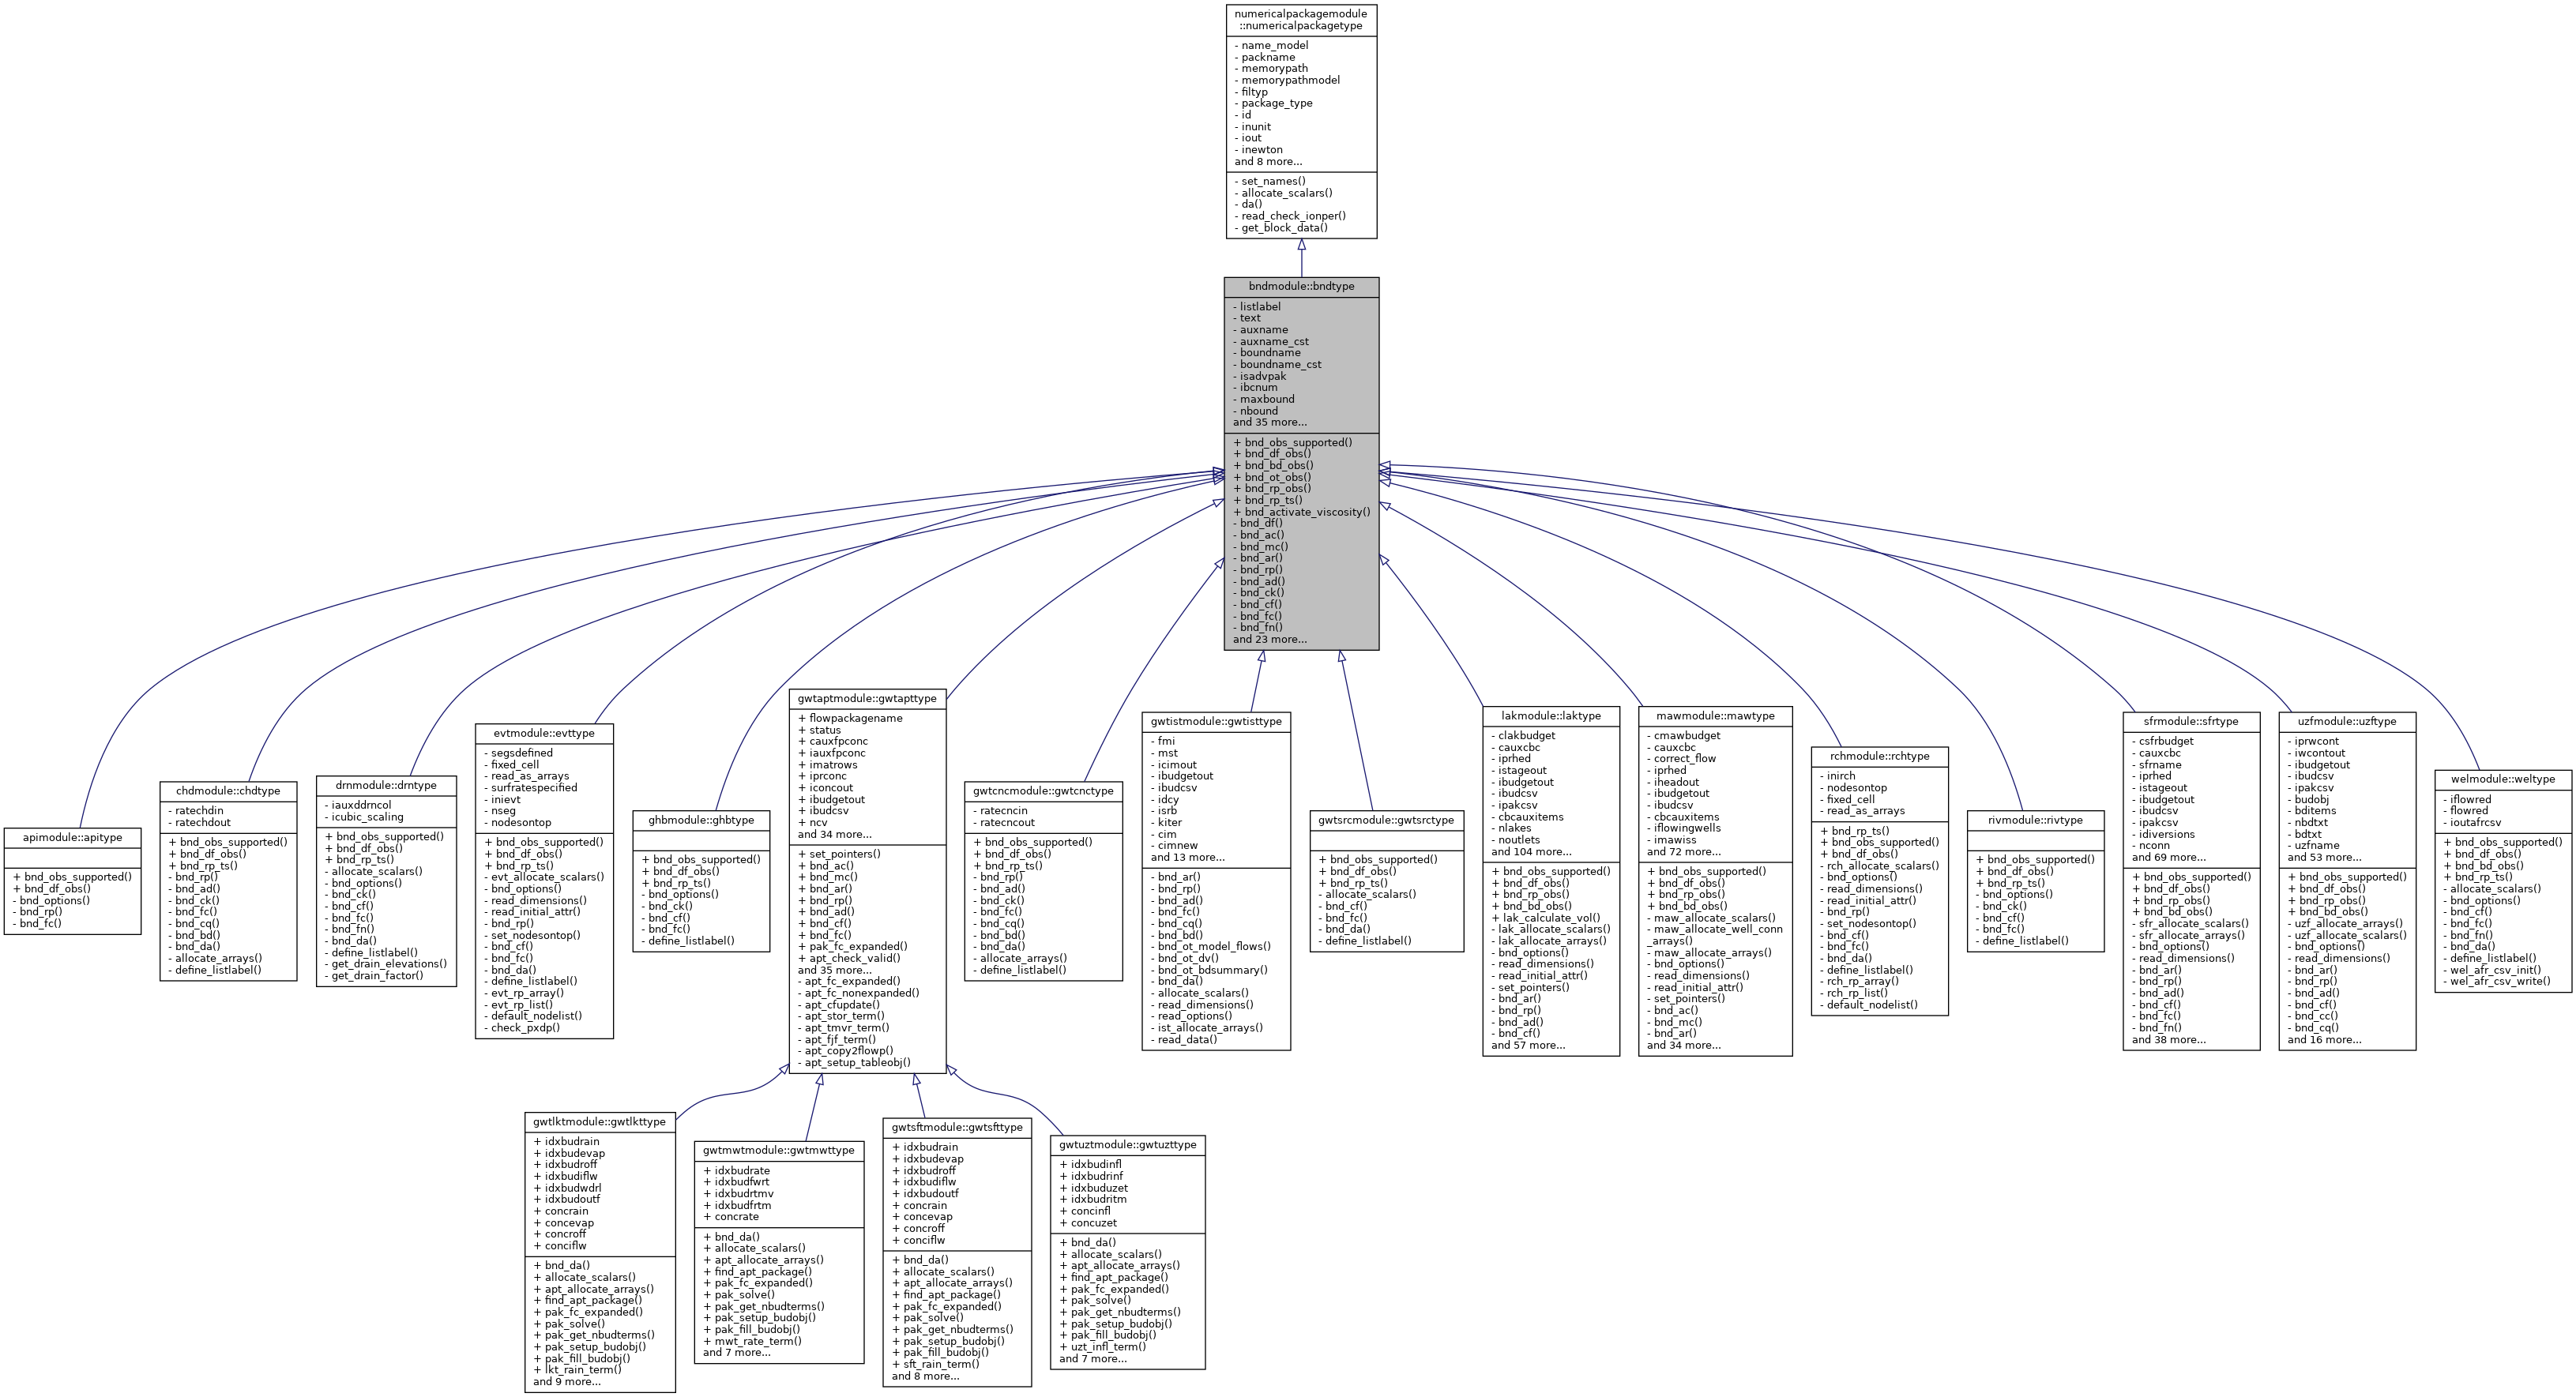 numericalpackagemodule
::numericalpackagetype
- name_model
- packname
- memorypath
- memorypathmodel
- filtyp
- package_type
- id
- inunit
- iout
- inewton
and 8 more...
- set_names()
- allocate_scalars()
- da()
- read_check_ionper()
- get_block_data()
bndmodule::bndtype
- listlabel
- text
- auxname
- auxname_cst
- boundname
- boundname_cst
- isadvpak
- ibcnum
- maxbound
- nbound
and 35 more...
+ bnd_obs_supported()
+ bnd_df_obs()
+ bnd_bd_obs()
+ bnd_ot_obs()
+ bnd_rp_obs()
+ bnd_rp_ts()
+ bnd_activate_viscosity()
- bnd_df()
- bnd_ac()
- bnd_mc()
- bnd_ar()
- bnd_rp()
- bnd_ad()
- bnd_ck()
- bnd_cf()
- bnd_fc()
- bnd_fn()
and 23 more...
apimodule::apitype
+ bnd_obs_supported()
+ bnd_df_obs()
- bnd_options()
- bnd_rp()
- bnd_fc()
chdmodule::chdtype
- ratechdin
- ratechdout
+ bnd_obs_supported()
+ bnd_df_obs()
+ bnd_rp_ts()
- bnd_rp()
- bnd_ad()
- bnd_ck()
- bnd_fc()
- bnd_cq()
- bnd_bd()
- bnd_da()
- allocate_arrays()
- define_listlabel()
drnmodule::drntype
- iauxddrncol
- icubic_scaling
+ bnd_obs_supported()
+ bnd_df_obs()
+ bnd_rp_ts()
- allocate_scalars()
- bnd_options()
- bnd_ck()
- bnd_cf()
- bnd_fc()
- bnd_fn()
- bnd_da()
- define_listlabel()
- get_drain_elevations()
- get_drain_factor()
evtmodule::evttype
- segsdefined
- fixed_cell
- read_as_arrays
- surfratespecified
- inievt
- nseg
- nodesontop
+ bnd_obs_supported()
+ bnd_df_obs()
+ bnd_rp_ts()
- evt_allocate_scalars()
- bnd_options()
- read_dimensions()
- read_initial_attr()
- bnd_rp()
- set_nodesontop()
- bnd_cf()
- bnd_fc()
- bnd_da()
- define_listlabel()
- evt_rp_array()
- evt_rp_list()
- default_nodelist()
- check_pxdp()
ghbmodule::ghbtype
+ bnd_obs_supported()
+ bnd_df_obs()
+ bnd_rp_ts()
- bnd_options()
- bnd_ck()
- bnd_cf()
- bnd_fc()
- define_listlabel()
gwtaptmodule::gwtapttype
+ flowpackagename
+ status
+ cauxfpconc
+ iauxfpconc
+ imatrows
+ iprconc
+ iconcout
+ ibudgetout
+ ibudcsv
+ ncv
and 34 more...
+ set_pointers()
+ bnd_ac()
+ bnd_mc()
+ bnd_ar()
+ bnd_rp()
+ bnd_ad()
+ bnd_cf()
+ bnd_fc()
+ pak_fc_expanded()
+ apt_check_valid()
and 35 more...
- apt_fc_expanded()
- apt_fc_nonexpanded()
- apt_cfupdate()
- apt_stor_term()
- apt_tmvr_term()
- apt_fjf_term()
- apt_copy2flowp()
- apt_setup_tableobj()
gwtcncmodule::gwtcnctype
- ratecncin
- ratecncout
+ bnd_obs_supported()
+ bnd_df_obs()
+ bnd_rp_ts()
- bnd_rp()
- bnd_ad()
- bnd_ck()
- bnd_fc()
- bnd_cq()
- bnd_bd()
- bnd_da()
- allocate_arrays()
- define_listlabel()
gwtistmodule::gwtisttype
- fmi
- mst
- icimout
- ibudgetout
- ibudcsv
- idcy
- isrb
- kiter
- cim
- cimnew
and 13 more...
- bnd_ar()
- bnd_rp()
- bnd_ad()
- bnd_fc()
- bnd_cq()
- bnd_bd()
- bnd_ot_model_flows()
- bnd_ot_dv()
- bnd_ot_bdsummary()
- bnd_da()
- allocate_scalars()
- read_dimensions()
- read_options()
- ist_allocate_arrays()
- read_data()
gwtsrcmodule::gwtsrctype
+ bnd_obs_supported()
+ bnd_df_obs()
+ bnd_rp_ts()
- allocate_scalars()
- bnd_cf()
- bnd_fc()
- bnd_da()
- define_listlabel()
lakmodule::laktype
- clakbudget
- cauxcbc
- iprhed
- istageout
- ibudgetout
- ibudcsv
- ipakcsv
- cbcauxitems
- nlakes
- noutlets
and 104 more...
+ bnd_obs_supported()
+ bnd_df_obs()
+ bnd_rp_obs()
+ bnd_bd_obs()
+ lak_calculate_vol()
- lak_allocate_scalars()
- lak_allocate_arrays()
- bnd_options()
- read_dimensions()
- read_initial_attr()
- set_pointers()
- bnd_ar()
- bnd_rp()
- bnd_ad()
- bnd_cf()
and 57 more...
mawmodule::mawtype
- cmawbudget
- cauxcbc
- correct_flow
- iprhed
- iheadout
- ibudgetout
- ibudcsv
- cbcauxitems
- iflowingwells
- imawiss
and 72 more...
+ bnd_obs_supported()
+ bnd_df_obs()
+ bnd_rp_obs()
+ bnd_bd_obs()
- maw_allocate_scalars()
- maw_allocate_well_conn
_arrays()
- maw_allocate_arrays()
- bnd_options()
- read_dimensions()
- read_initial_attr()
- set_pointers()
- bnd_ac()
- bnd_mc()
- bnd_ar()
and 34 more...
rchmodule::rchtype
- inirch
- nodesontop
- fixed_cell
- read_as_arrays
+ bnd_rp_ts()
+ bnd_obs_supported()
+ bnd_df_obs()
- rch_allocate_scalars()
- bnd_options()
- read_dimensions()
- read_initial_attr()
- bnd_rp()
- set_nodesontop()
- bnd_cf()
- bnd_fc()
- bnd_da()
- define_listlabel()
- rch_rp_array()
- rch_rp_list()
- default_nodelist()
rivmodule::rivtype
+ bnd_obs_supported()
+ bnd_df_obs()
+ bnd_rp_ts()
- bnd_options()
- bnd_ck()
- bnd_cf()
- bnd_fc()
- define_listlabel()
sfrmodule::sfrtype
- csfrbudget
- cauxcbc
- sfrname
- iprhed
- istageout
- ibudgetout
- ibudcsv
- ipakcsv
- idiversions
- nconn
and 69 more...
+ bnd_obs_supported()
+ bnd_df_obs()
+ bnd_rp_obs()
+ bnd_bd_obs()
- sfr_allocate_scalars()
- sfr_allocate_arrays()
- bnd_options()
- read_dimensions()
- bnd_ar()
- bnd_rp()
- bnd_ad()
- bnd_cf()
- bnd_fc()
- bnd_fn()
and 38 more...
uzfmodule::uzftype
- iprwcont
- iwcontout
- ibudgetout
- ibudcsv
- ipakcsv
- budobj
- bditems
- nbdtxt
- bdtxt
- uzfname
and 53 more...
+ bnd_obs_supported()
+ bnd_df_obs()
+ bnd_rp_obs()
+ bnd_bd_obs()
- uzf_allocate_arrays()
- uzf_allocate_scalars()
- bnd_options()
- read_dimensions()
- bnd_ar()
- bnd_rp()
- bnd_ad()
- bnd_cf()
- bnd_cc()
- bnd_cq()
and 16 more...
welmodule::weltype
- iflowred
- flowred
- ioutafrcsv
+ bnd_obs_supported()
+ bnd_df_obs()
+ bnd_bd_obs()
+ bnd_rp_ts()
- allocate_scalars()
- bnd_options()
- bnd_cf()
- bnd_fc()
- bnd_fn()
- bnd_da()
- define_listlabel()
- wel_afr_csv_init()
- wel_afr_csv_write()
gwtlktmodule::gwtlkttype
+ idxbudrain
+ idxbudevap
+ idxbudroff
+ idxbudiflw
+ idxbudwdrl
+ idxbudoutf
+ concrain
+ concevap
+ concroff
+ conciflw
+ bnd_da()
+ allocate_scalars()
+ apt_allocate_arrays()
+ find_apt_package()
+ pak_fc_expanded()
+ pak_solve()
+ pak_get_nbudterms()
+ pak_setup_budobj()
+ pak_fill_budobj()
+ lkt_rain_term()
and 9 more...
gwtmwtmodule::gwtmwttype
+ idxbudrate
+ idxbudfwrt
+ idxbudrtmv
+ idxbudfrtm
+ concrate
+ bnd_da()
+ allocate_scalars()
+ apt_allocate_arrays()
+ find_apt_package()
+ pak_fc_expanded()
+ pak_solve()
+ pak_get_nbudterms()
+ pak_setup_budobj()
+ pak_fill_budobj()
+ mwt_rate_term()
and 7 more...
gwtsftmodule::gwtsfttype
+ idxbudrain
+ idxbudevap
+ idxbudroff
+ idxbudiflw
+ idxbudoutf
+ concrain
+ concevap
+ concroff
+ conciflw
+ bnd_da()
+ allocate_scalars()
+ apt_allocate_arrays()
+ find_apt_package()
+ pak_fc_expanded()
+ pak_solve()
+ pak_get_nbudterms()
+ pak_setup_budobj()
+ pak_fill_budobj()
+ sft_rain_term()
and 8 more...
gwtuztmodule::gwtuzttype
+ idxbudinfl
+ idxbudrinf
+ idxbuduzet
+ idxbudritm
+ concinfl
+ concuzet
+ bnd_da()
+ allocate_scalars()
+ apt_allocate_arrays()
+ find_apt_package()
+ pak_fc_expanded()
+ pak_solve()
+ pak_get_nbudterms()
+ pak_setup_budobj()
+ pak_fill_budobj()
+ uzt_infl_term()
and 7 more...